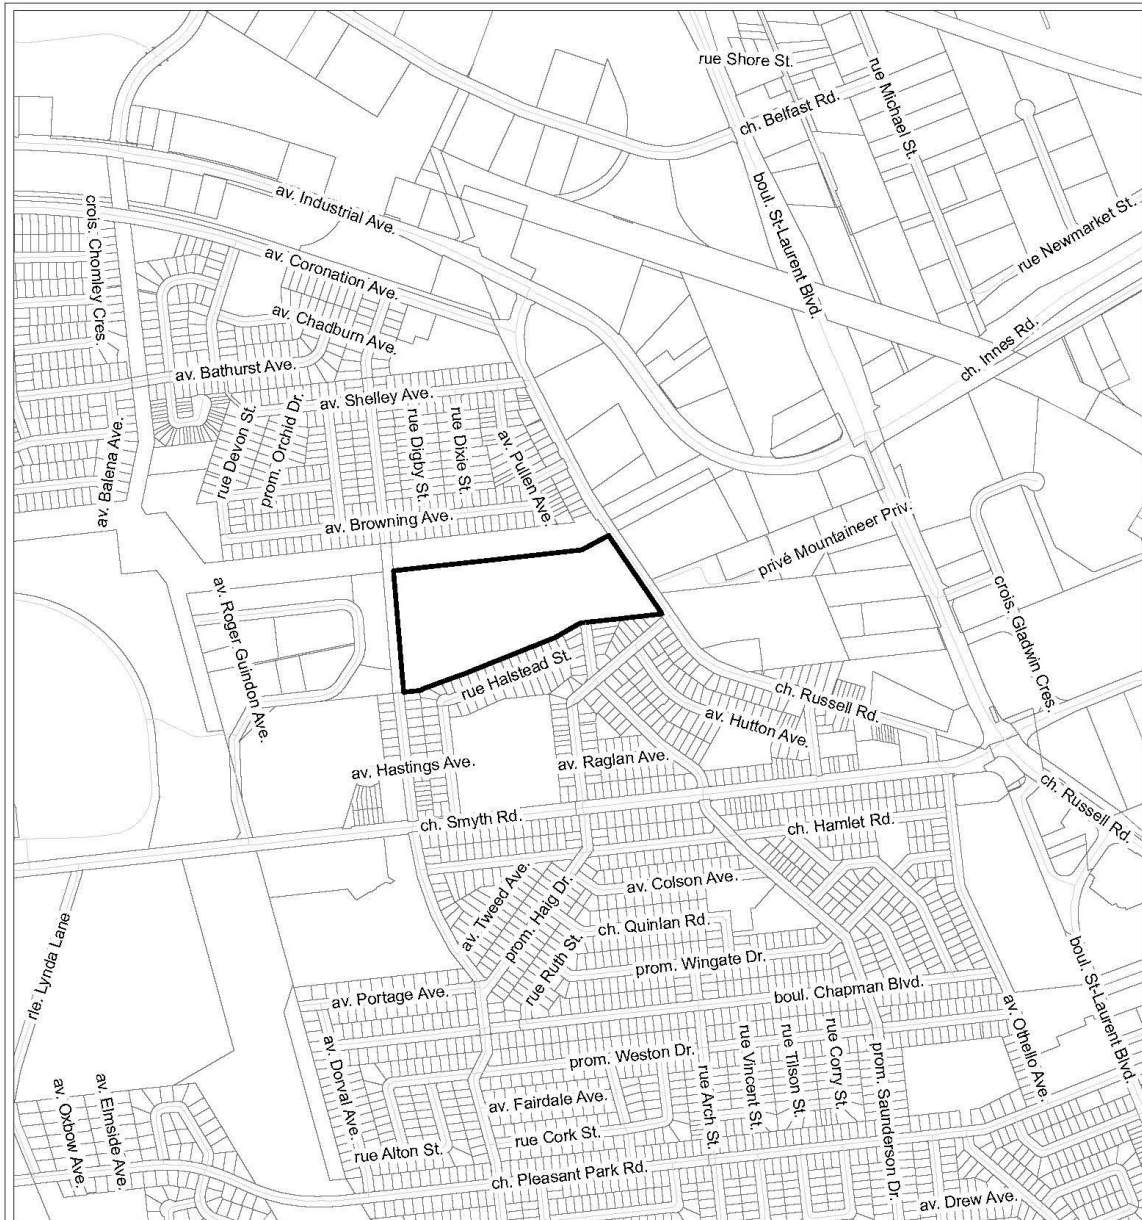 rue Shore St.
rue Michael St.
ch. Belfast Rd.
av. Industrial Ave.
boul. St-Laurent Blvd.
rue Newmarket St.
crois. Chomley Cres.
av. Coronation Ave.
av. Chadburn Ave.
ch. Innes Rd.
av. Bathurst Ave.
av. Shelley Ave.
av. Balena Ave.
rue Devon St.
prom. Orchid Dr.
rue Digby St.
rue Dixie St.
av. Pullen Ave.
av. Browning Ave.
privé Mountaineer Priv.
av. Roger Guindon Ave.
crois. Gladwin Cres.
rue Halstead St.
ch. Russell Rd.
av. Hutton Ave.
av. Hastings Ave.
av. Raglan Ave.
ch. Russell Rd.
ch. Smyth Rd.
ch. Hamlet Rd.
av. Tweed Ave.
prom. Haig Dr.
av. Colson Ave.
ch. Quinlan Rd.
rue Ruth St.
rle. Lynda Lane
prom. Wingate Dr.
boul. St-Laurent Blvd.
av. Portage Ave.
boul. Chapman Blvd.
av. Othello Ave.
av. Dorval Ave.
prom. Weston Dr.
rue Vincent St.
rue Tilson St.
rue Corry St.
prom. Saunderson Dr.
av. Oxbow Ave.
av. Elmside Ave.
av. Fairdale Ave.
rue Arch St.
rue Cork St.
rue Alton St.
ch. Pleasant Park Rd.
av. Drew Ave.